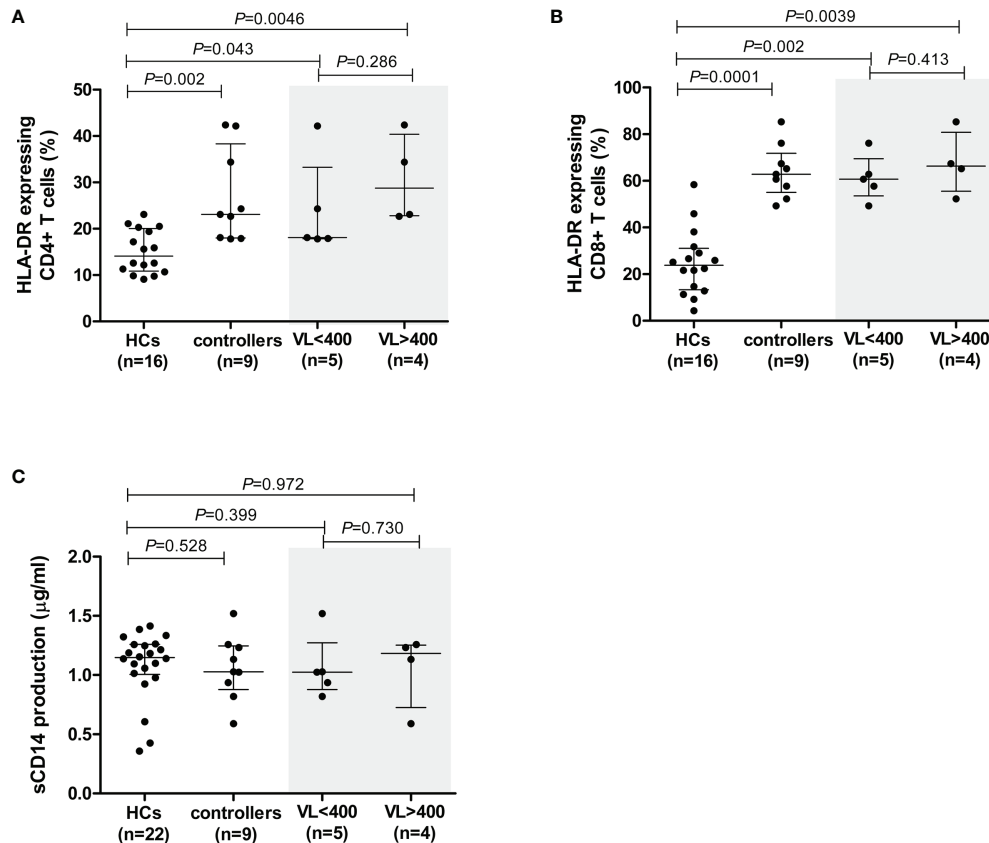 A
P=0.0046
P=0.043
P=0.286
P=0.002
HLA-DR expressing
CD4+ T cells (%)
50
40
30
20
10
0
HCs
(n=16)
controllers
(n=9)
VL<400
(n=5)
VL>400
(n=4)
B
P=0.0039
P=0.002
P=0.413
P=0.0001
HLA-DR expressing
CD8+ T cells (%)
100
80
60
40
20
0
HCs
(n=16)
controllers
(n=9)
VL<400
(n=5)
VL>400
(n=4)
C
P=0.972
P=0.399
P=0.730
P=0.528
sCD14 production (μg/ml)
2.0
1.5
1.0
0.5
0.0
HCs
(n=22)
controllers
(n=9)
VL<400
(n=5)
VL>400
(n=4)